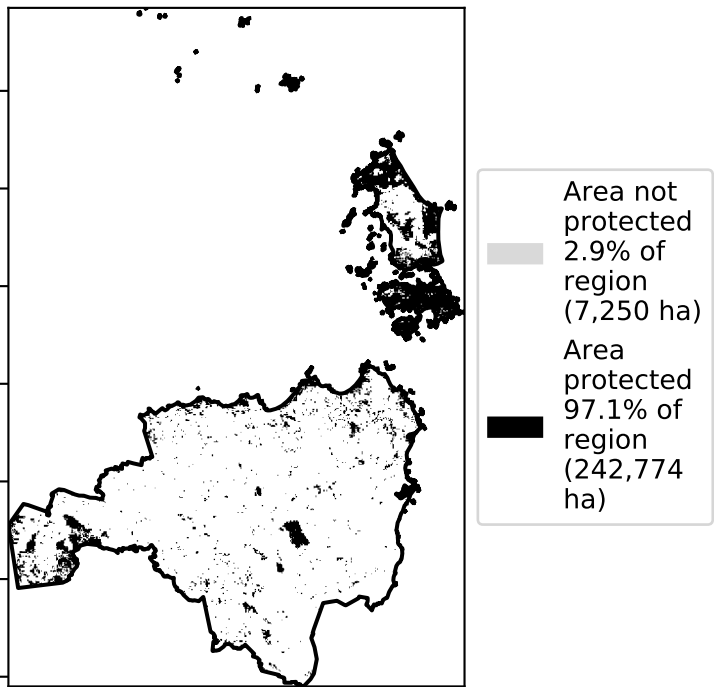 Area not
protected
2.9% of
region
(7,250 ha)
Area
protected
97.1% of
region
(242,774
ha)